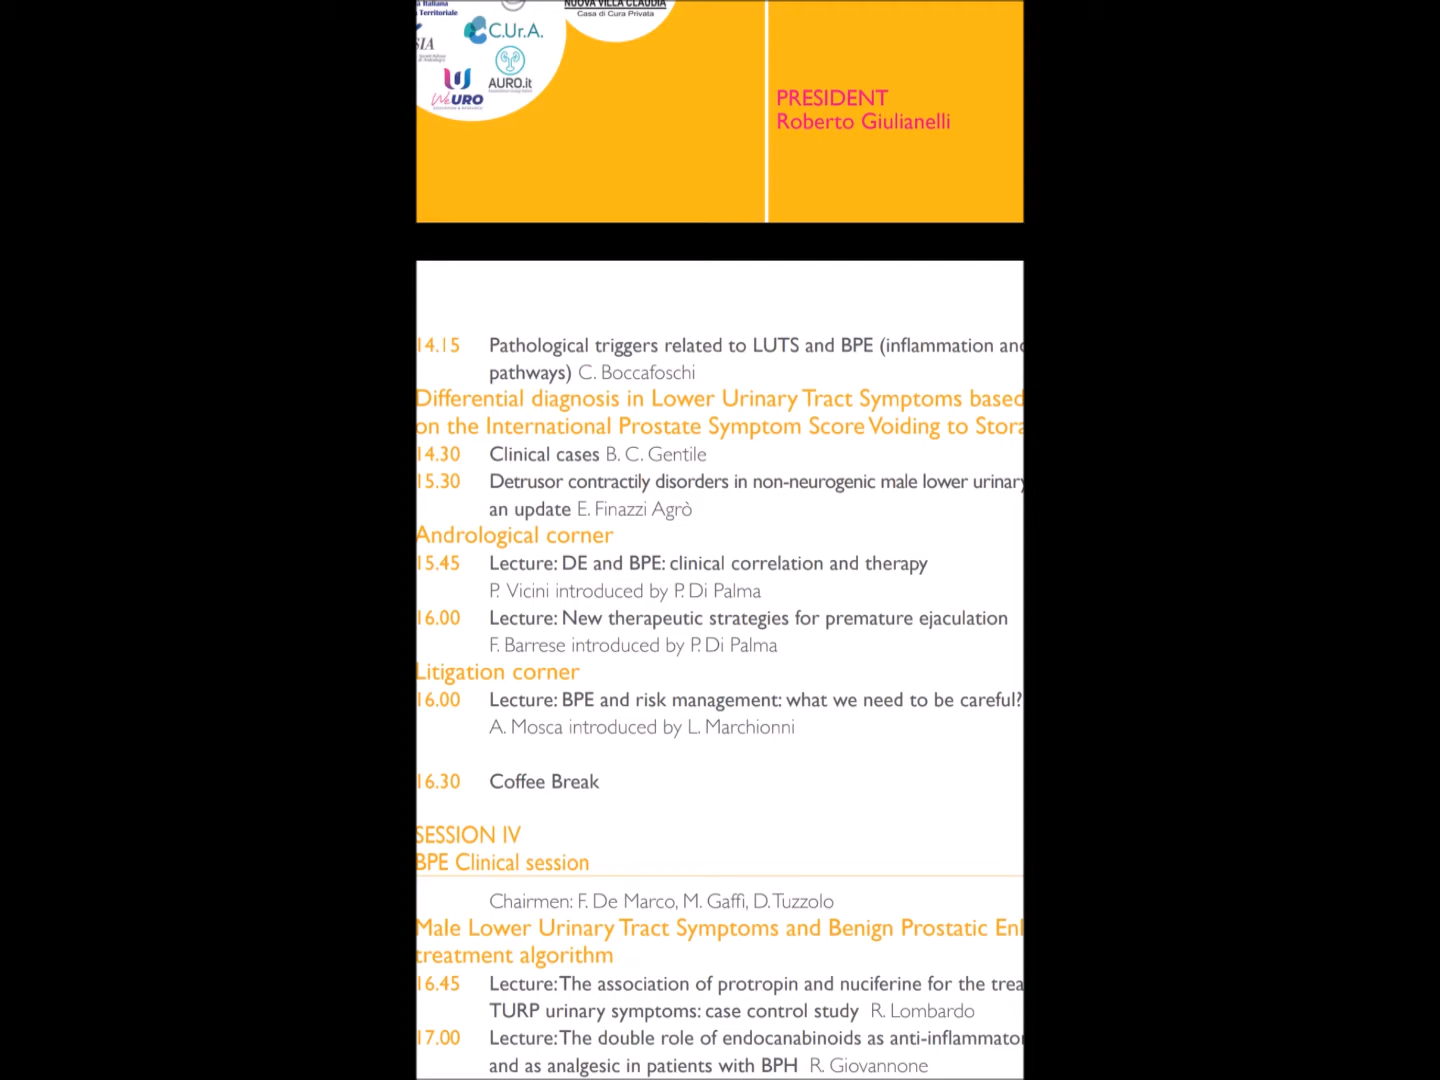 Italiana
Territoriale
NUOVA VILLA CLAUDIA
Casa di Cura Privata
C.Ur.A.
SIA
AURO.it
WeURO
PRESIDENT
Roberto Giulianelli
14.15 Pathological triggers related to LUTS and BPE (inflammation and
pathways) C. Boccafoschi
Differential diagnosis in Lower Urinary Tract Symptoms based
on the International Prostate Symptom Score Voiding to Stora
14.30 Clinical cases B. C. Gentile
15.30 Detrusor contractily disorders in non-neurogenic male lower urinary
an update E. Finazzi Agrò
Andrological corner
15.45 Lecture: DE and BPE: clinical correlation and therapy
P. Vicini introduced by P. Di Palma
16.00 Lecture: New therapeutic strategies for premature ejaculation
F. Barrese introduced by P. Di Palma
Litigation corner
16.00 Lecture: BPE and risk management: what we need to be careful?
A. Mosca introduced by L. Marchionni
16.30 Coffee Break
SESSION IV
BPE Clinical session
Chairmen: F. De Marco, M. Gaffi, D. Tuzzolo
Male Lower Urinary Tract Symptoms and Benign Prostatic Enl
treatment algorithm
16.45 Lecture: The association of protropin and nuciferine for the trea
TURP urinary symptoms: case control study R. Lombardo
17.00 Lecture: The double role of endocanabinoids as anti-inflammator
and as analgesic in patients with BPH R. Giovannone